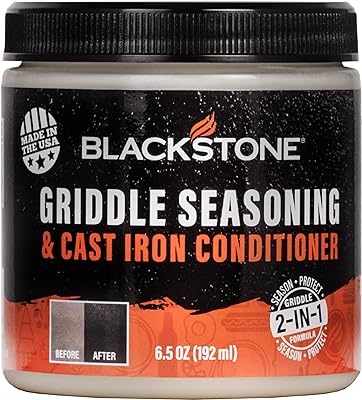 MADE IN
THE USA
BLACKSTONE®
GRIDDLE SEASONING
& CAST IRON CONDITIONER
SEASON • PROTECT
GRIDDLE
2-IN-1
FORMULA
SEASON • PROTECT
BEFORE
AFTER
6.5 OZ (192 ml)